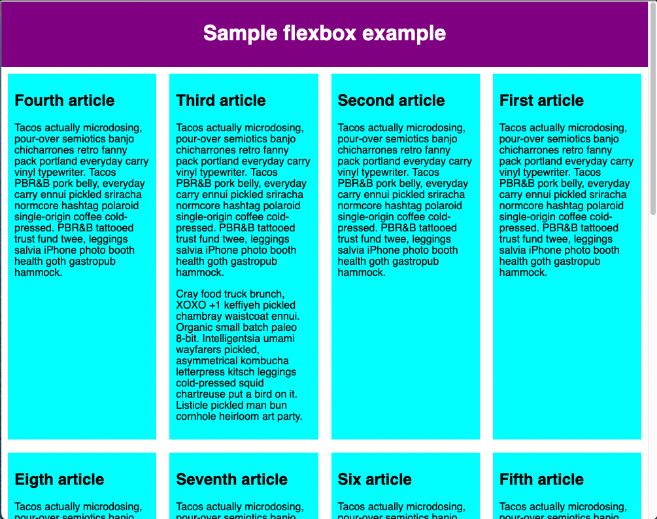 Sample flexbox example
Fourth article
Tacos actually microdosing,
pour-over semiotics banjo
chicharrones retro fanny
pack portland everyday carry
vinyl typewriter. Tacos
PBR&B pork belly, everyday
carry ennui pickled sriracha
normcore hashtag polaroid
single-origin coffee cold-
pressed. PBR&B tattooed
trust fund twee, leggings
salvia iPhone photo booth
health goth gastropub
hammock.
Third article
Tacos actually microdosing,
pour-over semiotics banjo
chicharrones retro fanny
pack portland everyday carry
vinyl typewriter. Tacos
PBR&B pork belly, everyday
carry ennui pickled sriracha
normcore hashtag polaroid
single-origin coffee cold-
pressed. PBR&B tattooed
trust fund twee, leggings
salvia iPhone photo booth
health goth gastropub
hammock.
Cray food truck brunch,
XOXO +1 keffiyeh pickled
chambray waistcoat ennui.
Organic small batch paleo
8-bit. Intelligentsia umami
wayfarers pickled,
asymmetrical kombucha
letterpress kitsch leggings
cold-pressed squid
chartreuse put a bird on it.
Listicle pickled man bun
cornhole heirloom art party.
Second article
Tacos actually microdosing,
pour-over semiotics banjo
chicharrones retro fanny
pack portland everyday carry
vinyl typewriter. Tacos
PBR&B pork belly, everyday
carry ennui pickled sriracha
normcore hashtag polaroid
single-origin coffee cold-
pressed. PBR&B tattooed
trust fund twee, leggings
salvia iPhone photo booth
health goth gastropub
hammock.
First article
Tacos actually microdosing,
pour-over semiotics banjo
chicharrones retro fanny
pack portland everyday carry
vinyl typewriter. Tacos
PBR&B pork belly, everyday
carry ennui pickled sriracha
normcore hashtag polaroid
single-origin coffee cold-
pressed. PBR&B tattooed
trust fund twee, leggings
salvia iPhone photo booth
health goth gastropub
hammock.
Eigth article
Tacos actually microdosing,
pour-over semiotics banjo
Seventh article
Tacos actually microdosing,
pour-over semiotics banjo
Six article
Tacos actually microdosing,
pour-over semiotics banjo
Fifth article
Tacos actually microdosing,
pour-over semiotics banjo